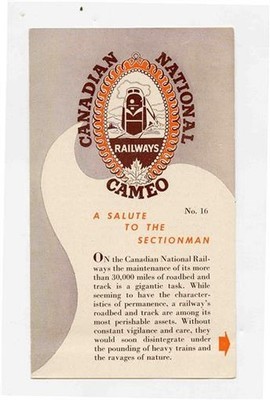 CANADIAN NATIONAL
RAILWAYS
CAMEO
No. 16
A SALUTE
TO THE
SECTIONMAN
ON the Canadian National Rail-
ways the maintenance of its more
than 30,000 miles of roadbed and
track is a gigantic task. While
seeming to have the character-
istics of permanence, a railway's
roadbed and track are among its
most perishable assets. Without
constant vigilance and care, they
would soon disintegrate under
the pounding of heavy trains and
the ravages of nature.